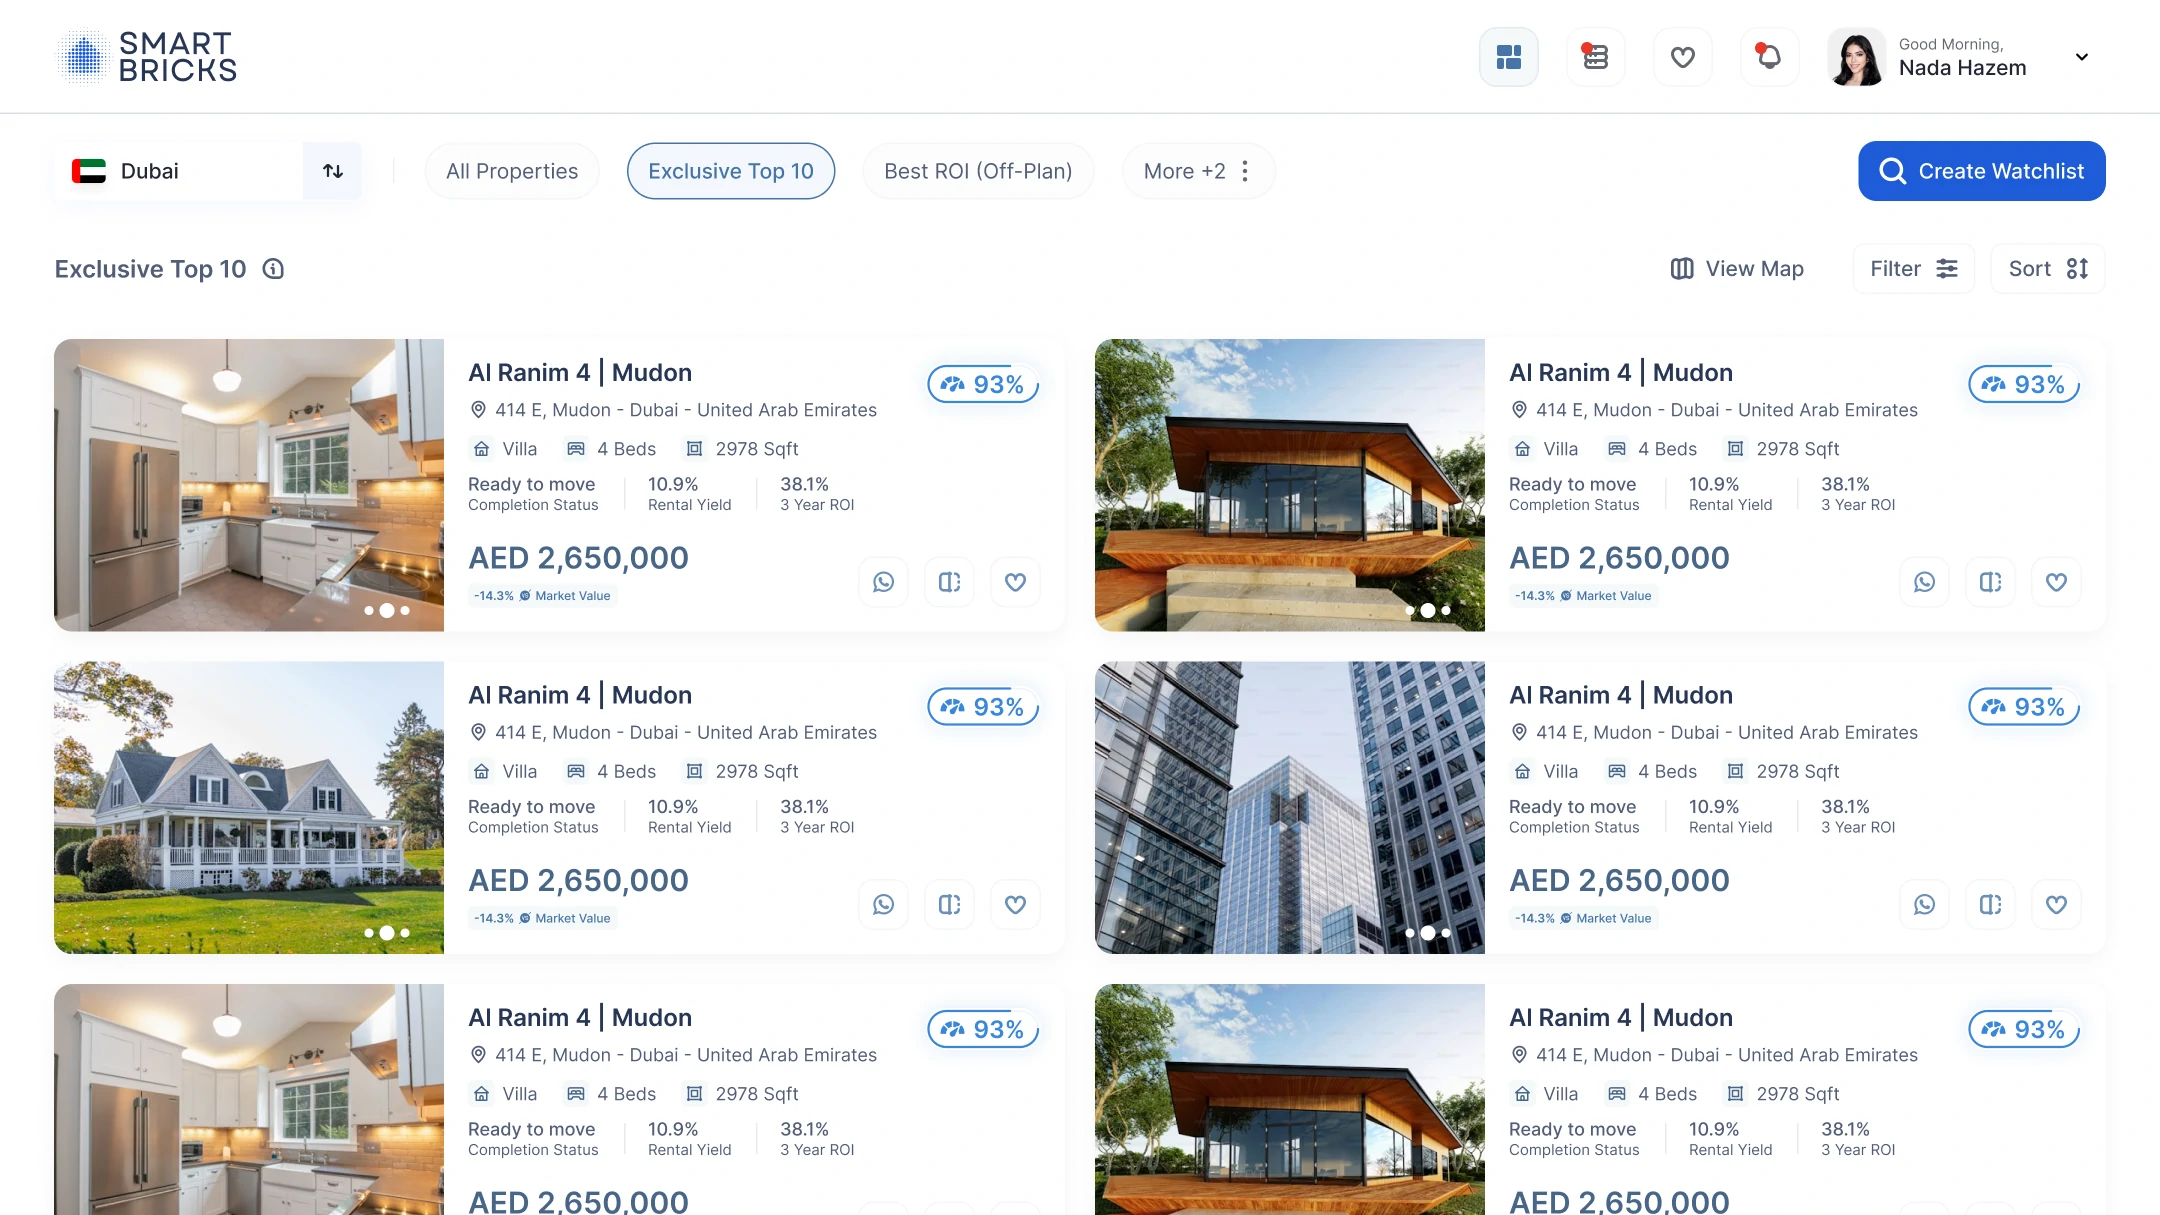 SMART
BRICKS
Good Morning,
Nada Hazem
Dubai
All Properties
Exclusive Top 10
Best ROI (Off-Plan)
More +2
Create Watchlist
Exclusive Top 10
View Map
Filter
Sort
Al Ranim 4 | Mudon
93%
414 E, Mudon - Dubai - United Arab Emirates
Villa
4 Beds
2978 Sqft
Ready to move
Completion Status
10.9%
Rental Yield
38.1%
3 Year ROI
AED 2,650,000
-14.3% Market Value
Al Ranim 4 | Mudon
93%
414 E, Mudon - Dubai - United Arab Emirates
Villa
4 Beds
2978 Sqft
Ready to move
Completion Status
10.9%
Rental Yield
38.1%
3 Year ROI
AED 2,650,000
-14.3% Market Value
Al Ranim 4 | Mudon
93%
414 E, Mudon - Dubai - United Arab Emirates
Villa
4 Beds
2978 Sqft
Ready to move
Completion Status
10.9%
Rental Yield
38.1%
3 Year ROI
AED 2,650,000
-14.3% Market Value
Al Ranim 4 | Mudon
93%
414 E, Mudon - Dubai - United Arab Emirates
Villa
4 Beds
2978 Sqft
Ready to move
Completion Status
10.9%
Rental Yield
38.1%
3 Year ROI
AED 2,650,000
-14.3% Market Value
Al Ranim 4 | Mudon
93%
414 E, Mudon - Dubai - United Arab Emirates
Villa
4 Beds
2978 Sqft
Ready to move
Completion Status
10.9%
Rental Yield
38.1%
3 Year ROI
AED 2,650,000
Al Ranim 4 | Mudon
93%
414 E, Mudon - Dubai - United Arab Emirates
Villa
4 Beds
2978 Sqft
Ready to move
Completion Status
10.9%
Rental Yield
38.1%
3 Year ROI
AED 2,650,000